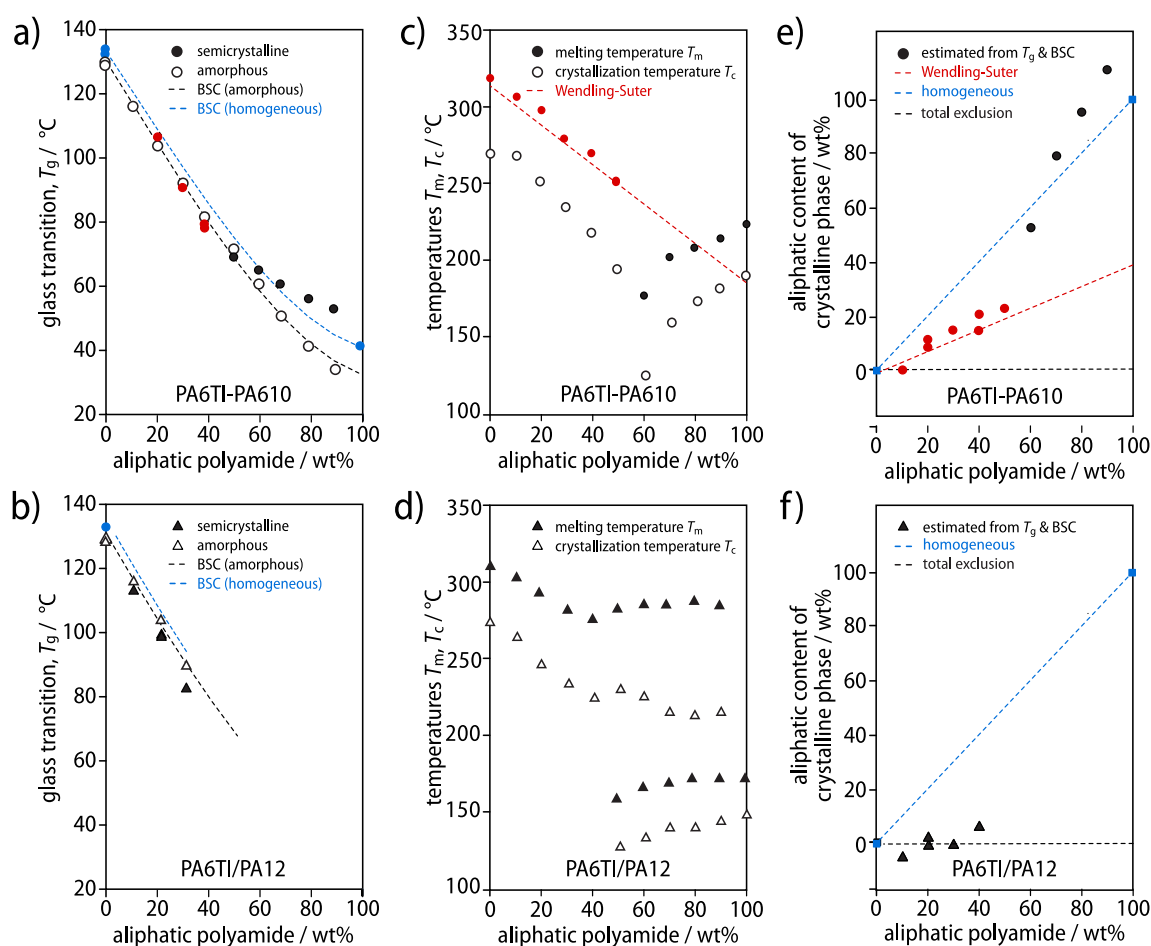 a)
140
120
100
80
60
40
20
glass transition, Tg / °C
semicrystalline
amorphous
BSC (amorphous)
BSC (homogeneous)
PA6TI-PA610
0 20 40 60 80 100
aliphatic polyamide / wt%
c)
350
300
250
200
150
100
temperatures Tm, Tc / °C
melting temperature Tm
crystallization temperature Tc
Wendling-Suter
PA6TI-PA610
0 20 40 60 80 100
aliphatic polyamide / wt%
e)
100
80
60
40
20
0
aliphatic content of
crystalline phase / wt%
estimated from Tg & BSC
Wendling-Suter
homogeneous
total exclusion
PA6TI-PA610
0 20 40 60 80 100
aliphatic polyamide / wt%
b)
140
120
100
80
60
40
20
glass transition, Tg / °C
semicrystalline
amorphous
BSC (amorphous)
BSC (homogeneous)
PA6TI/PA12
0 20 40 60 80 100
aliphatic polyamide / wt%
d)
350
300
250
200
150
100
temperatures Tm, Tc / °C
melting temperature Tm
crystallization temperature Tc
PA6TI/PA12
0 20 40 60 80 100
aliphatic polyamide / wt%
f)
100
80
60
40
20
0
aliphatic content of
crystalline phase / wt%
estimated from Tg & BSC
homogeneous
total exclusion
PA6TI/PA12
0 20 40 60 80 100
aliphatic polyamide / wt%